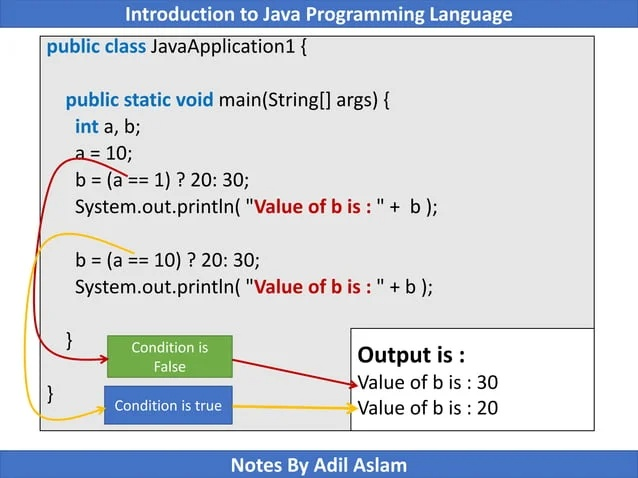 Introduction to Java Programming Language
public class JavaApplication1 {
public static void main(String[] args) {
int a, b;
a = 10;
b = (a == 1) ? 20: 30;
System.out.println( "Value of b is : " +  b );
b = (a == 10) ? 20: 30;
System.out.println( "Value of b is : " + b );
}
}
Condition is
False
Condition is true
Output is :
Value of b is : 30
Value of b is : 20
Notes By Adil Aslam